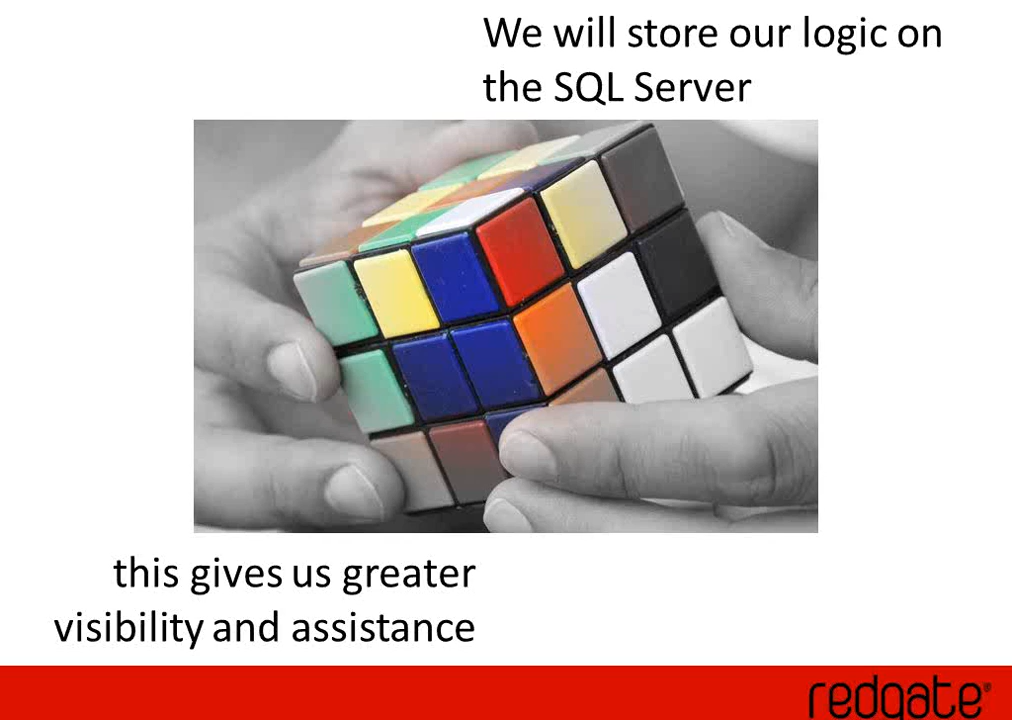 We will store our logic on
the SQL Server
this gives us greater
visibility and assistance
redgate®